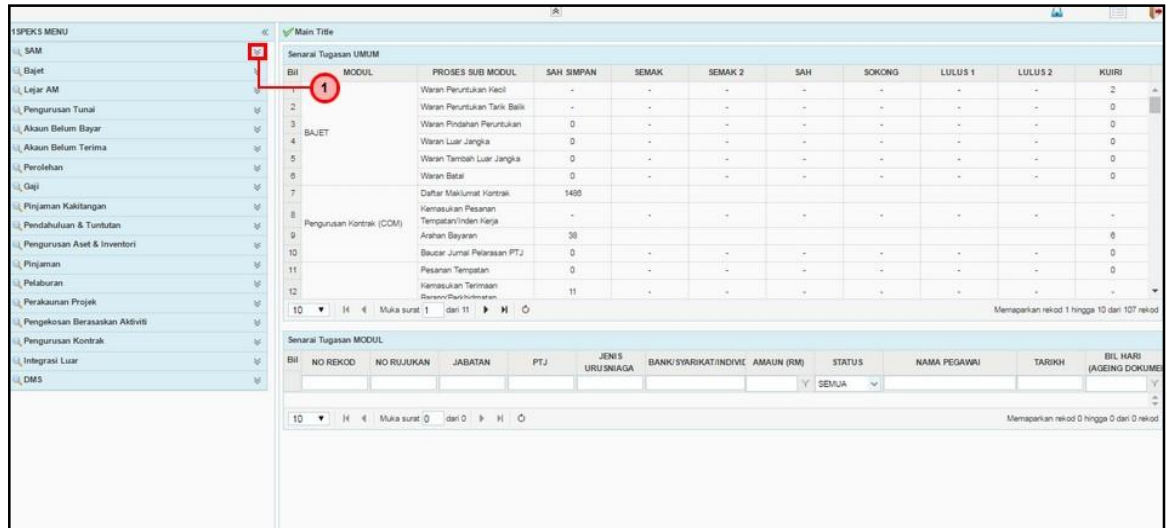 1SPEKS MENU
SAM
Bajet
Lejar AM
Pengurusan Tunai
Akaun Belum Bayar
Akaun Belum Terima
Perolehan
Gaji
Pinjaman Kakitangan
Pendahuluan & Tuntutan
Pengurusan Aset & Inventori
Pinjaman
Pelaburan
Perakaunan Projek
Pengekosan Berasaskan Aktiviti
Pengurusan Kontrak
Integrasi Luar
DMS
1
Main Title
Senarai Tugasan UMUM
Bil MODUL PROSES SUB MODUL SAH SIMPAN SEMAK SEMAK 2 SAH SOKONG LULUS 1 LULUS 2 KUIRI
1 Waran Peruntukan Kecil - - - - - - - 2
2 Waran Peruntukan Tarik Balik - - - - - - - 0
3 BAJET Waran Pindahan Peruntukan 0 - - - - - - 0
4 Waran Luar Jangka 0 - - - - - - 0
5 Waran Tambah Luar Jangka 0 - - - - - - 0
6 Waran Batal 0 - - - - - - 0
7 Daftar Maklumat Kontrak 1486
8 Pengurusan Kontrak (COM) Kemasukan Pesanan Tempatan/Inden Kerja - - - - - - - -
9 Arahan Bayaran 38 6
10 Baucar Jurnal Pelarasan PTJ 0 - - - - - - 0
11 Pesanan Tempatan 0 - - - - - - 0
12 Kemasukan Terimaan Barang/Perkhidmatan 11 - - - - - - -
10 Muka surat 1 dari 11 Memaparkan rekod 1 hingga 10 dari 107 rekod
Senarai Tugasan MODUL
Bil NO REKOD NO RUJUKAN JABATAN PTJ JENIS URUSNIAGA BANK/SYARIKAT/INDIVID AMAUN (RM) STATUS NAMA PEGAWAI TARIKH BIL HARI (AGEING DOKUME
SEMUA
10 Muka surat 0 dari 0 Memaparkan rekod 0 hingga 0 dari 0 rekod